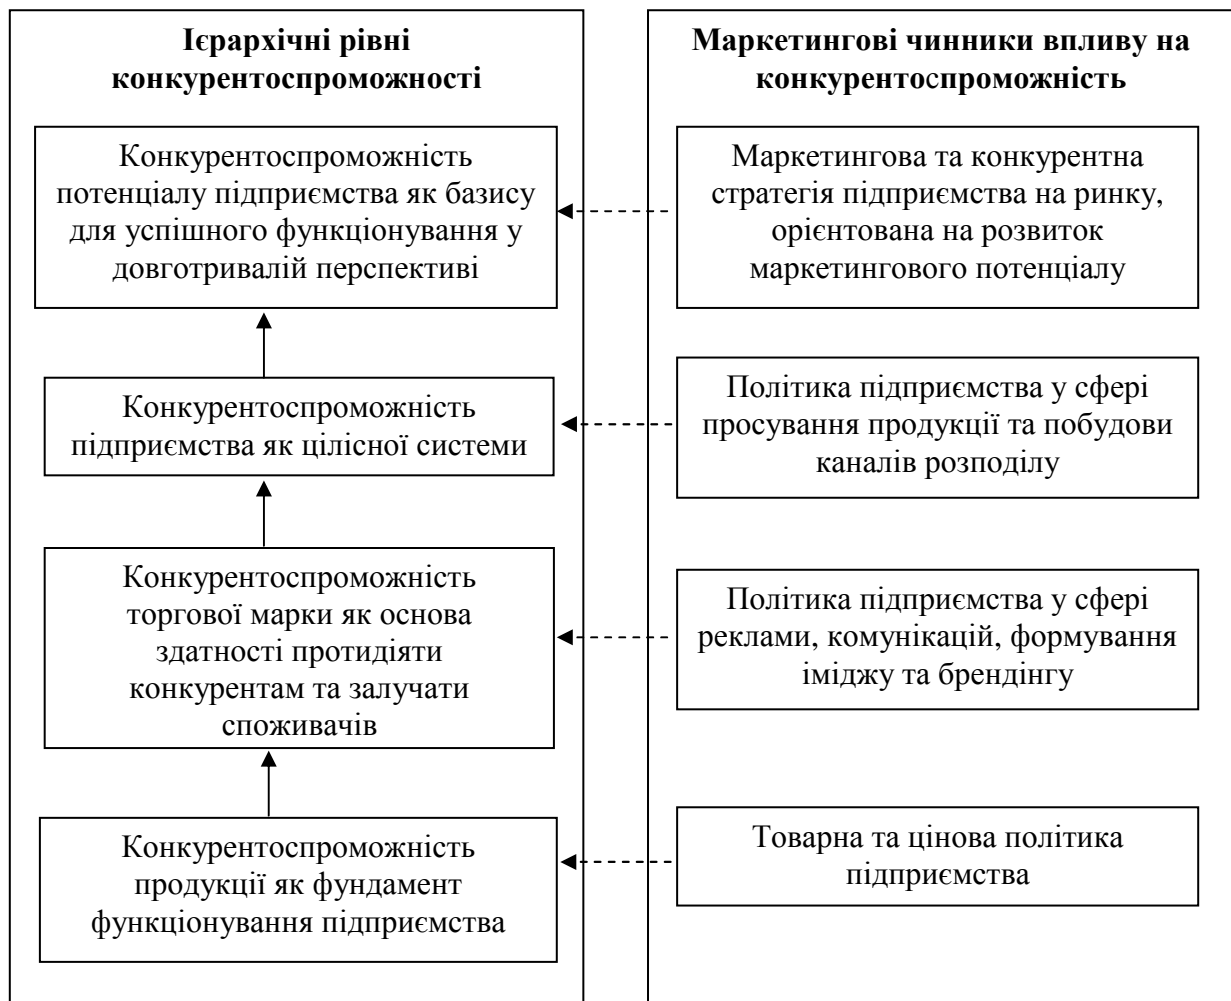 Ієрархічні рівні
конкурентоспроможності
Конкурентоспроможність
потенціалу підприємства як базису
для успішного функціонування у
довготривалій перспективі
Конкурентоспроможність
підприємства як цілісної системи
Конкурентоспроможність
торгової марки як основа
здатності протидіяти
конкурентам та залучати
споживачів
Конкурентоспроможність
продукції як фундамент
функціонування підприємства
Маркетингові чинники впливу на
конкурентоспроможність
Маркетингова та конкурентна
стратегія підприємства на ринку,
орієнтована на розвиток
маркетингового потенціалу
Політика підприємства у сфері
просування продукції та побудови
каналів розподілу
Політика підприємства у сфері
реклами, комунікацій, формування
іміджу та брендінгу
Товарна та цінова політика
підприємства